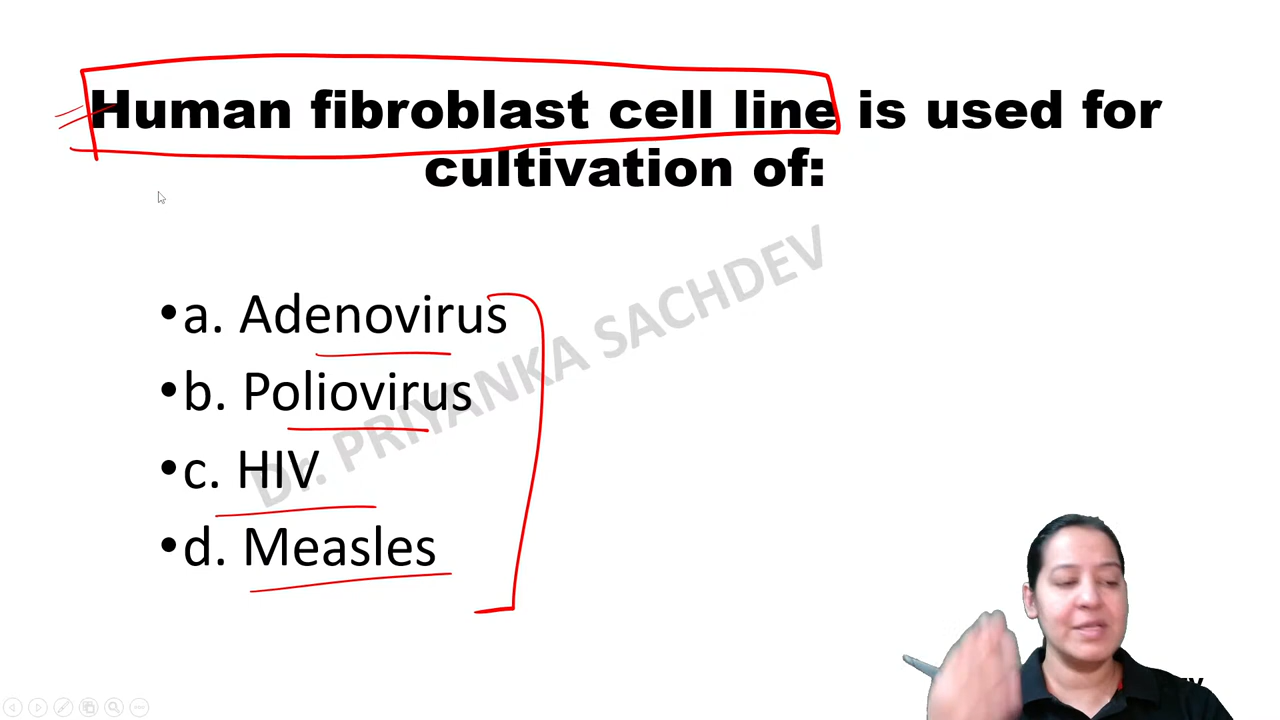 Human fibroblast cell line is used for
cultivation of:
•a. Adenovirus
•b. Poliovirus
•c. HIV
•d. Measles
Dr. PRIYANKA SACHDEV